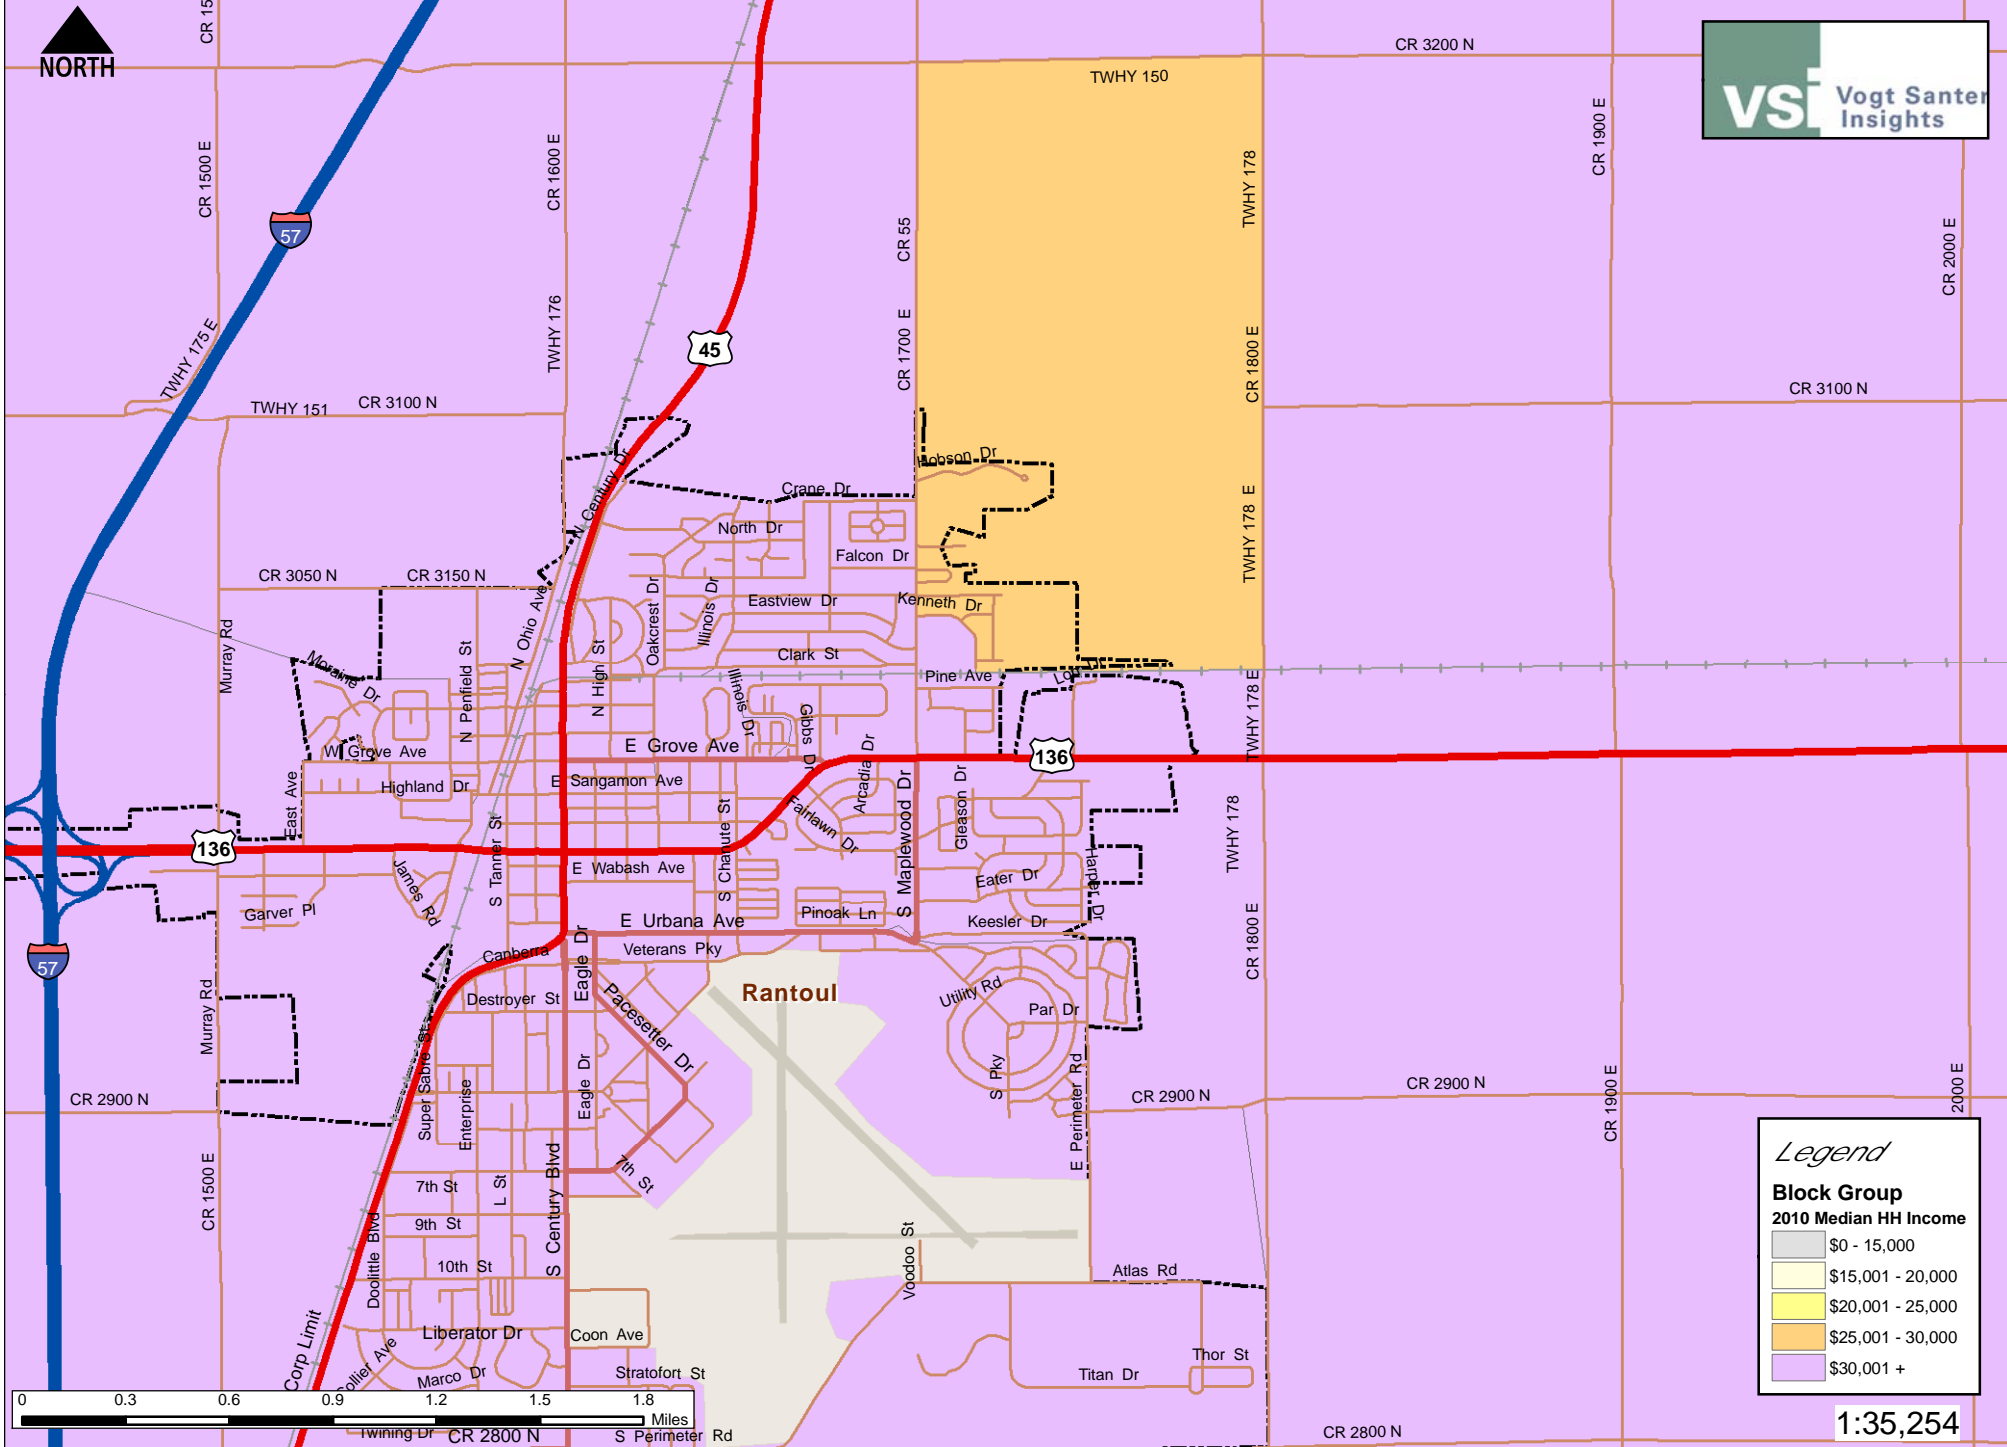 NORTH
CR 15
CR 3200 N
TWHY 150
VSi
Vogt Santer
Insights
CR 1500 E
CR 1600 E
TWHY 178
CR 1900 E
57
CR 55
CR 2000 E
TWHY 175 E
TWHY 176
45
CR 1700 E
CR 1800 E
TWHY 151
CR 3100 N
CR 3100 N
Hobson Dr
N Century Dr
Crane Dr
North Dr
Falcon Dr
TWHY 178 E
CR 3050 N
CR 3150 N
N Ohio Ave
Oakcrest Dr
Illinois Dr
Eastview Dr
Kenneth Dr
Murray Rd
Moraine Dr
N Penfield St
N High St
Clark St
Illinois Dr
Pine Ave
TWHY 178 E
Gibbs Dr
W Grove Ave
E Grove Ave
136
Arcadia Dr
Highland Dr
E Sangamon Ave
East Ave
S Tanner St
S Chanute St
Fairlawn Dr
S Maplewood Dr
Gleason Dr
TWHY 178
136
James Rd
E Wabash Ave
Eater Dr
Harper Dr
Garver Pl
E Urbana Ave
Pinoak Ln
Keesler Dr
57
Canberra
Eagle Dr
Veterans Pky
CR 1800 E
Murray Rd
Destroyer St
Pacesetter Dr
Rantoul
Utility Rd
Par Dr
Super Sabre St
Enterprise
Eagle Dr
S Pky
E Perimeter Rd
CR 2900 N
CR 2900 N
CR 2900 N
CR 1900 E
2000 E
CR 1500 E
7th St
L St
S Century Blvd
7th St
9th St
Doolittle Blvd
10th St
Voodoo St
Atlas Rd
Corp Limit
Collier Ave
Liberator Dr
Coon Ave
Marco Dr
Stratofort St
Titan Dr
Thor St
Legend
Block Group
2010 Median HH Income
$0 - 15,000
$15,001 - 20,000
$20,001 - 25,000
$25,001 - 30,000
$30,001 +
0 0.3 0.6 0.9 1.2 1.5 1.8
Miles
Twining Dr
CR 2800 N
S Perimeter Rd
CR 2800 N
1:35,254